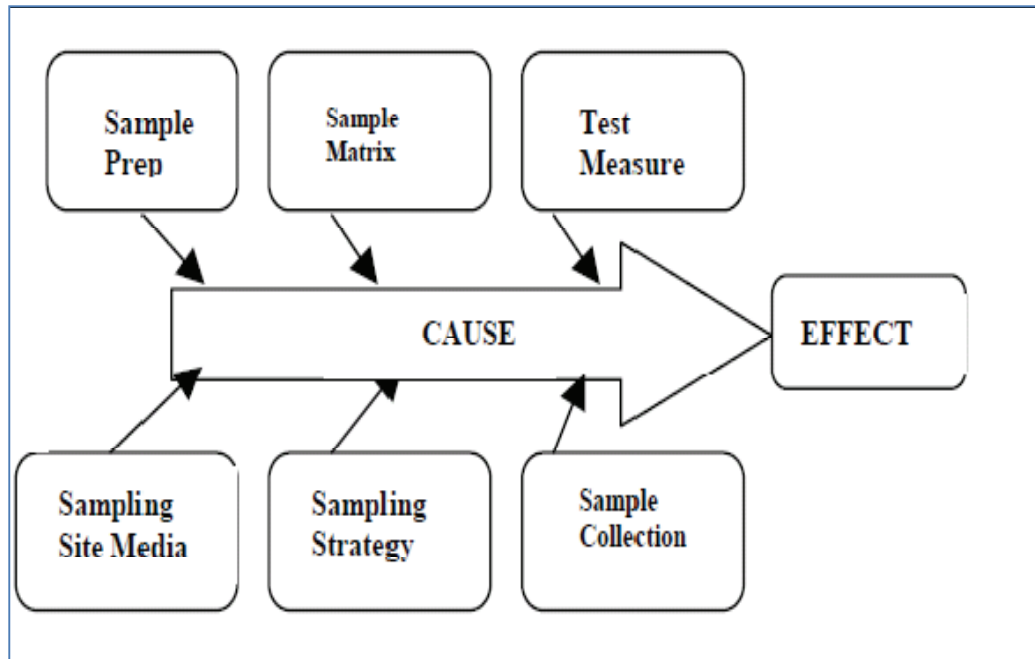 Sample
Prep
Sample
Matrix
Test
Measure
CAUSE
EFFECT
Sampling
Site Media
Sampling
Strategy
Sample
Collection